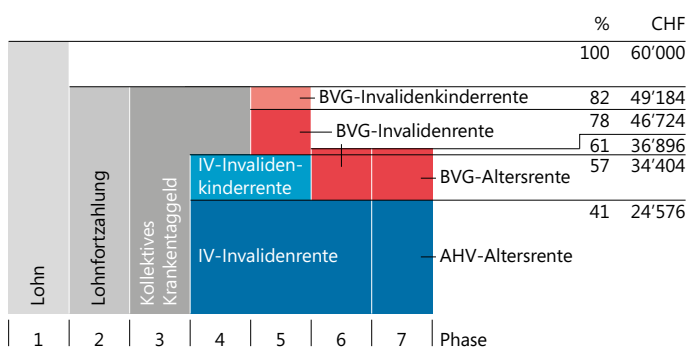 % CHF
100 60’000
BVG-Invalidenkinderrente 82 49’184
78 46’724
BVG-Invalidenrente
61 36’896
IV-Invaliden-
kinderrente
57 34’404
BVG-Altersrente
41 24’576
Lohn
Lohnfortzahlung
Kollektives
Krankentaggeld
IV-Invalidenrente
AHV-Altersrente
1 2 3 4 5 6 7 Phase